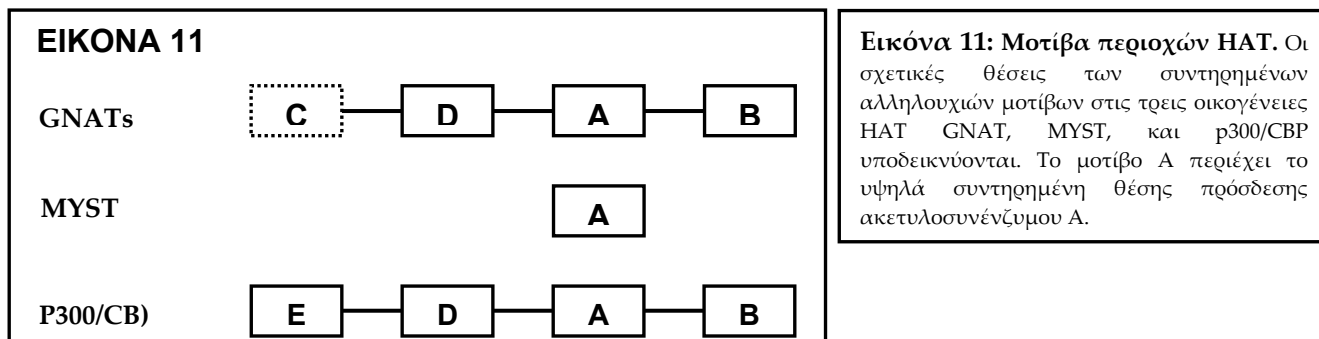 ΕΙΚΟΝΑ 11
GNATs C D A B
MYST A
P300/CB) E D A B
Εικόνα 11: Μοτίβα περιοχών HAT. Οι
σχετικές θέσεις των συντηρημένων
αλληλουχιών μοτίβων στις τρεις οικογένειες
HAT GNAT, MYST, και p300/CBP
υποδεικνύονται. Το μοτίβο Α περιέχει το
υψηλά συντηρημένη θέσης πρόσδεσης
ακετυλοσυνένζυμου Α.